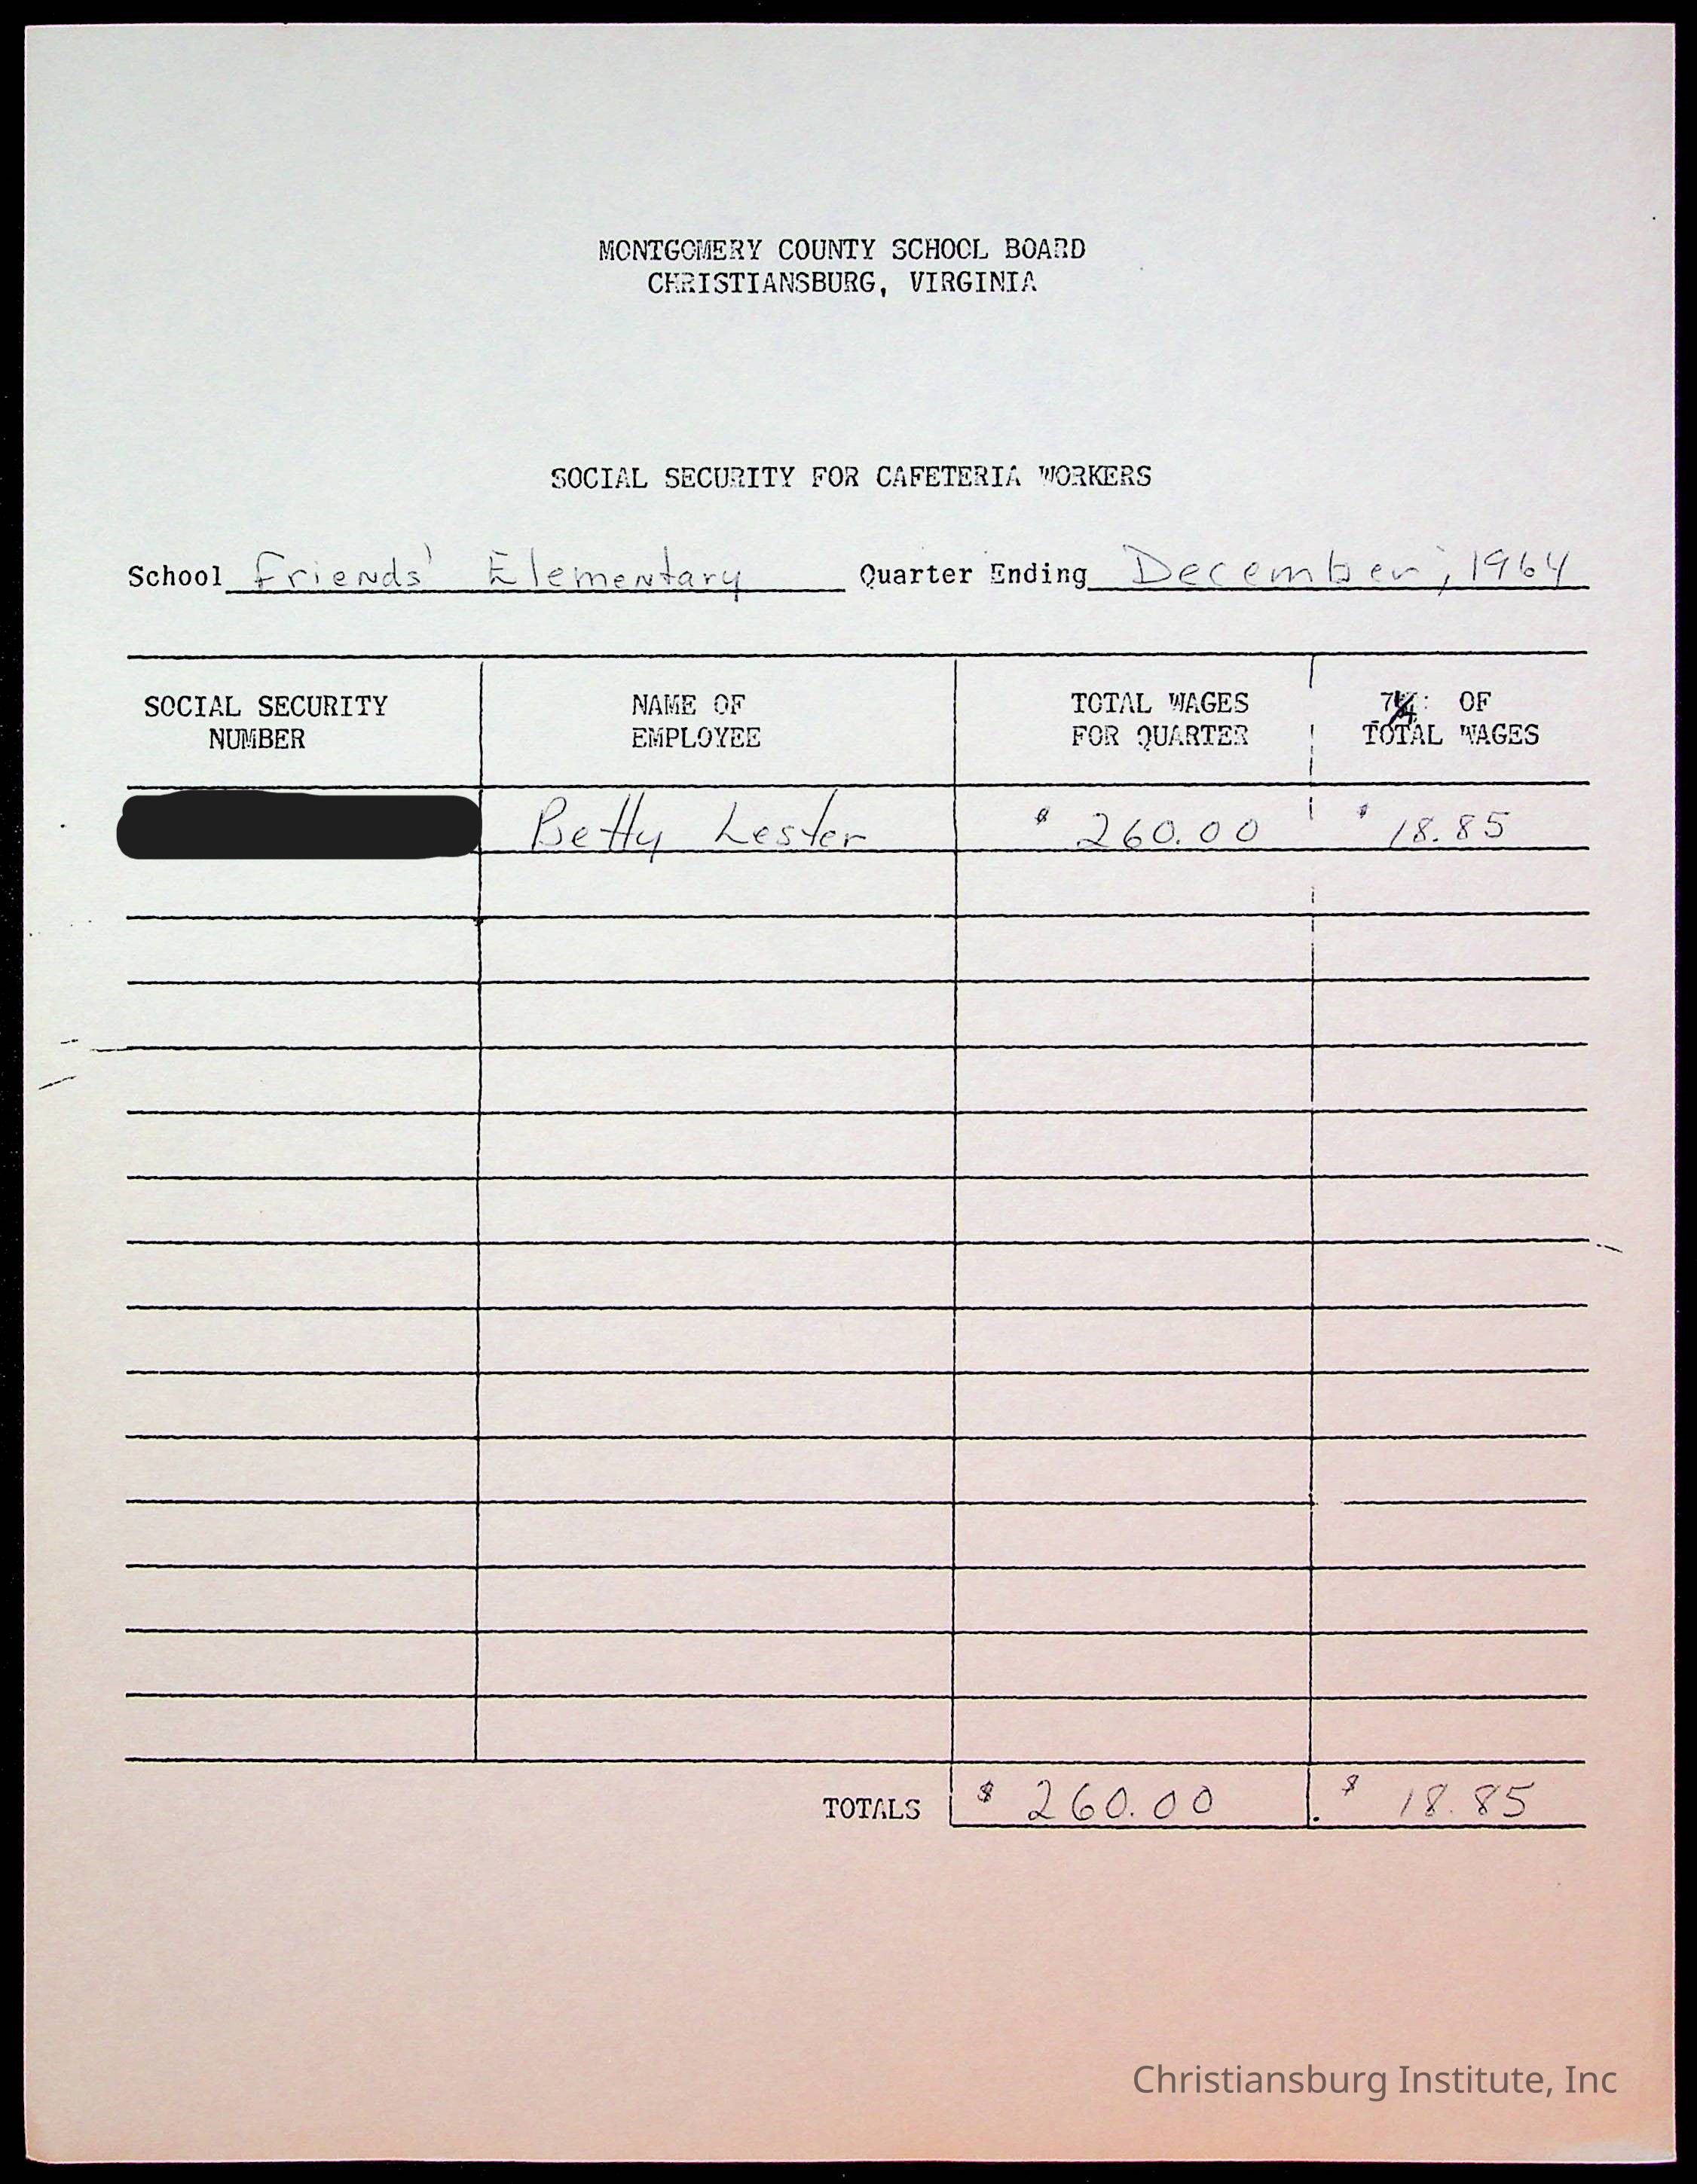 MONTGOMERY COUNTY SCHOOL BOARD
CHRISTIANSBURG, VIRGINIA
SOCIAL SECURITY FOR CAFETERIA WORKERS
School Friends' Elementary Quarter Ending December, 1964
SOCIAL SECURITY NAME OF TOTAL WAGES 7¼ OF
NUMBER EMPLOYEE FOR QUARTER TOTAL WAGES
Betty Lester $ 260.00 $ 18.85
TOTALS $ 260.00 $ 18.85
Christiansburg Institute, Inc